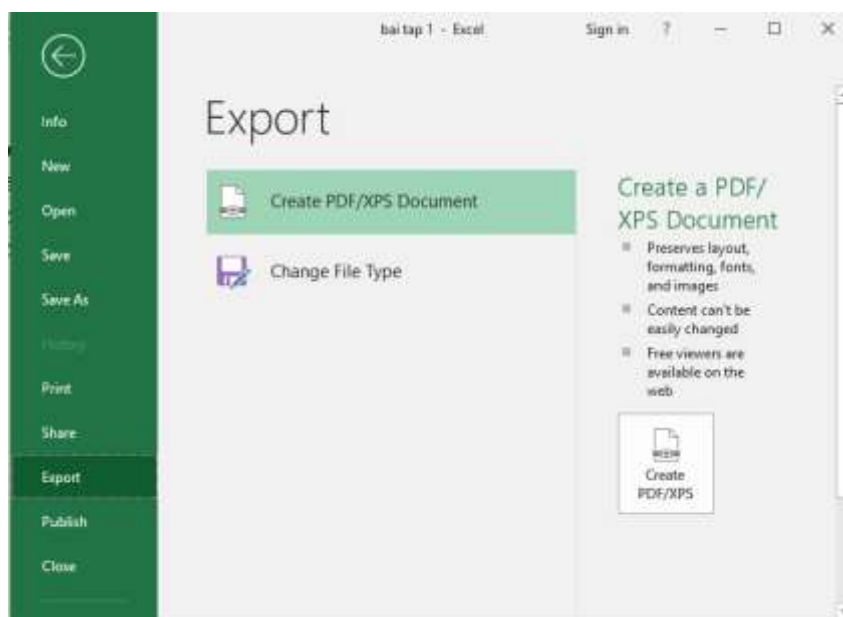 bai tap 1 - Excel
Sign in ?
Info
New
Open
Save
Save As
History
Print
Share
Export
Publish
Close
Export
Create PDF/XPS Document
Change File Type
Create a PDF/
XPS Document
Preserves layout,
formatting, fonts,
and images
Content can't be
easily changed
Free viewers are
available on the
web
Create
PDF/XPS